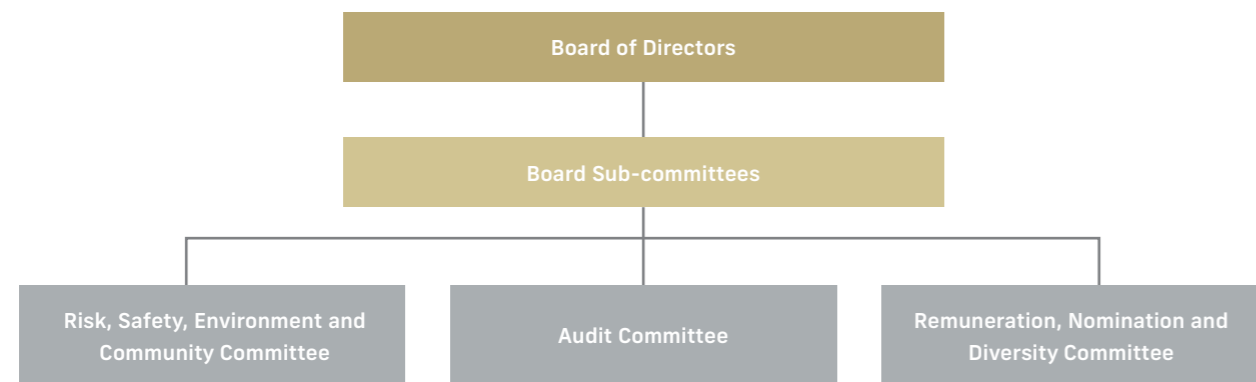 Board of Directors
Board Sub-committees
Risk, Safety, Environment and
Community Committee
Audit Committee
Remuneration, Nomination and
Diversity Committee